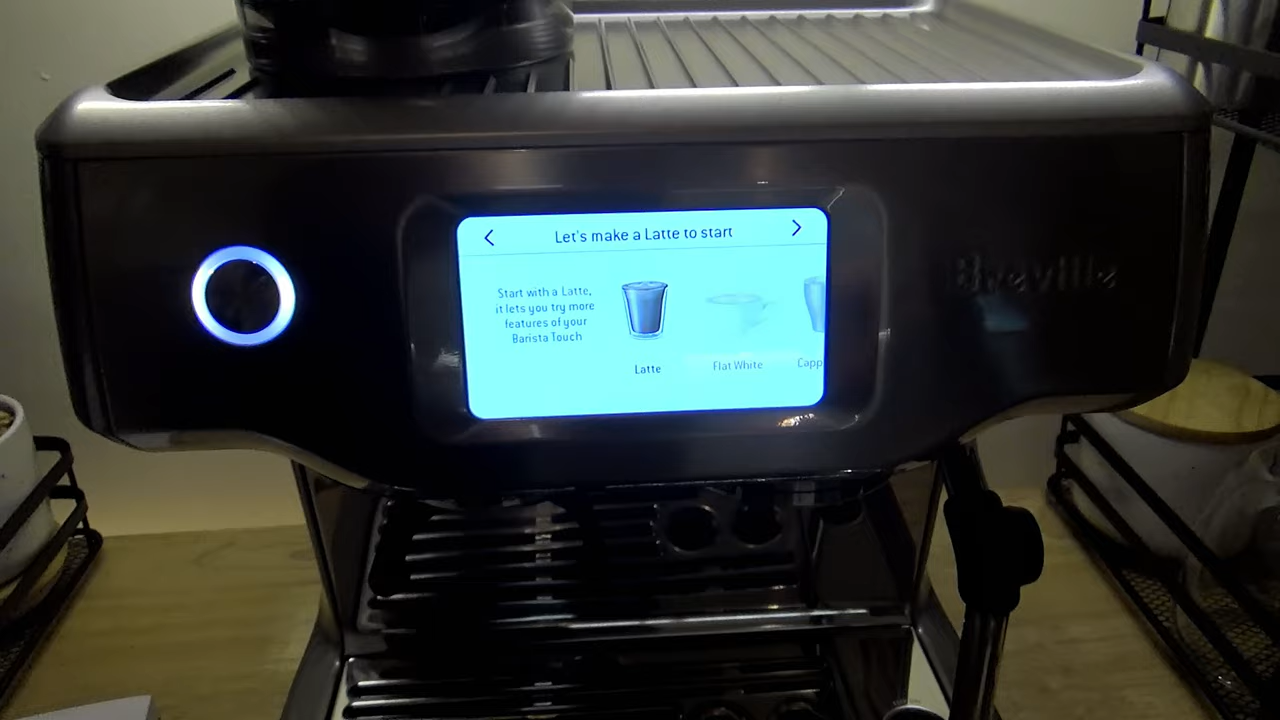 Let's make a Latte to start
Start with a Latte,
it lets you try more
features of your
Barista Touch
Latte
Flat White
Capp
Breville